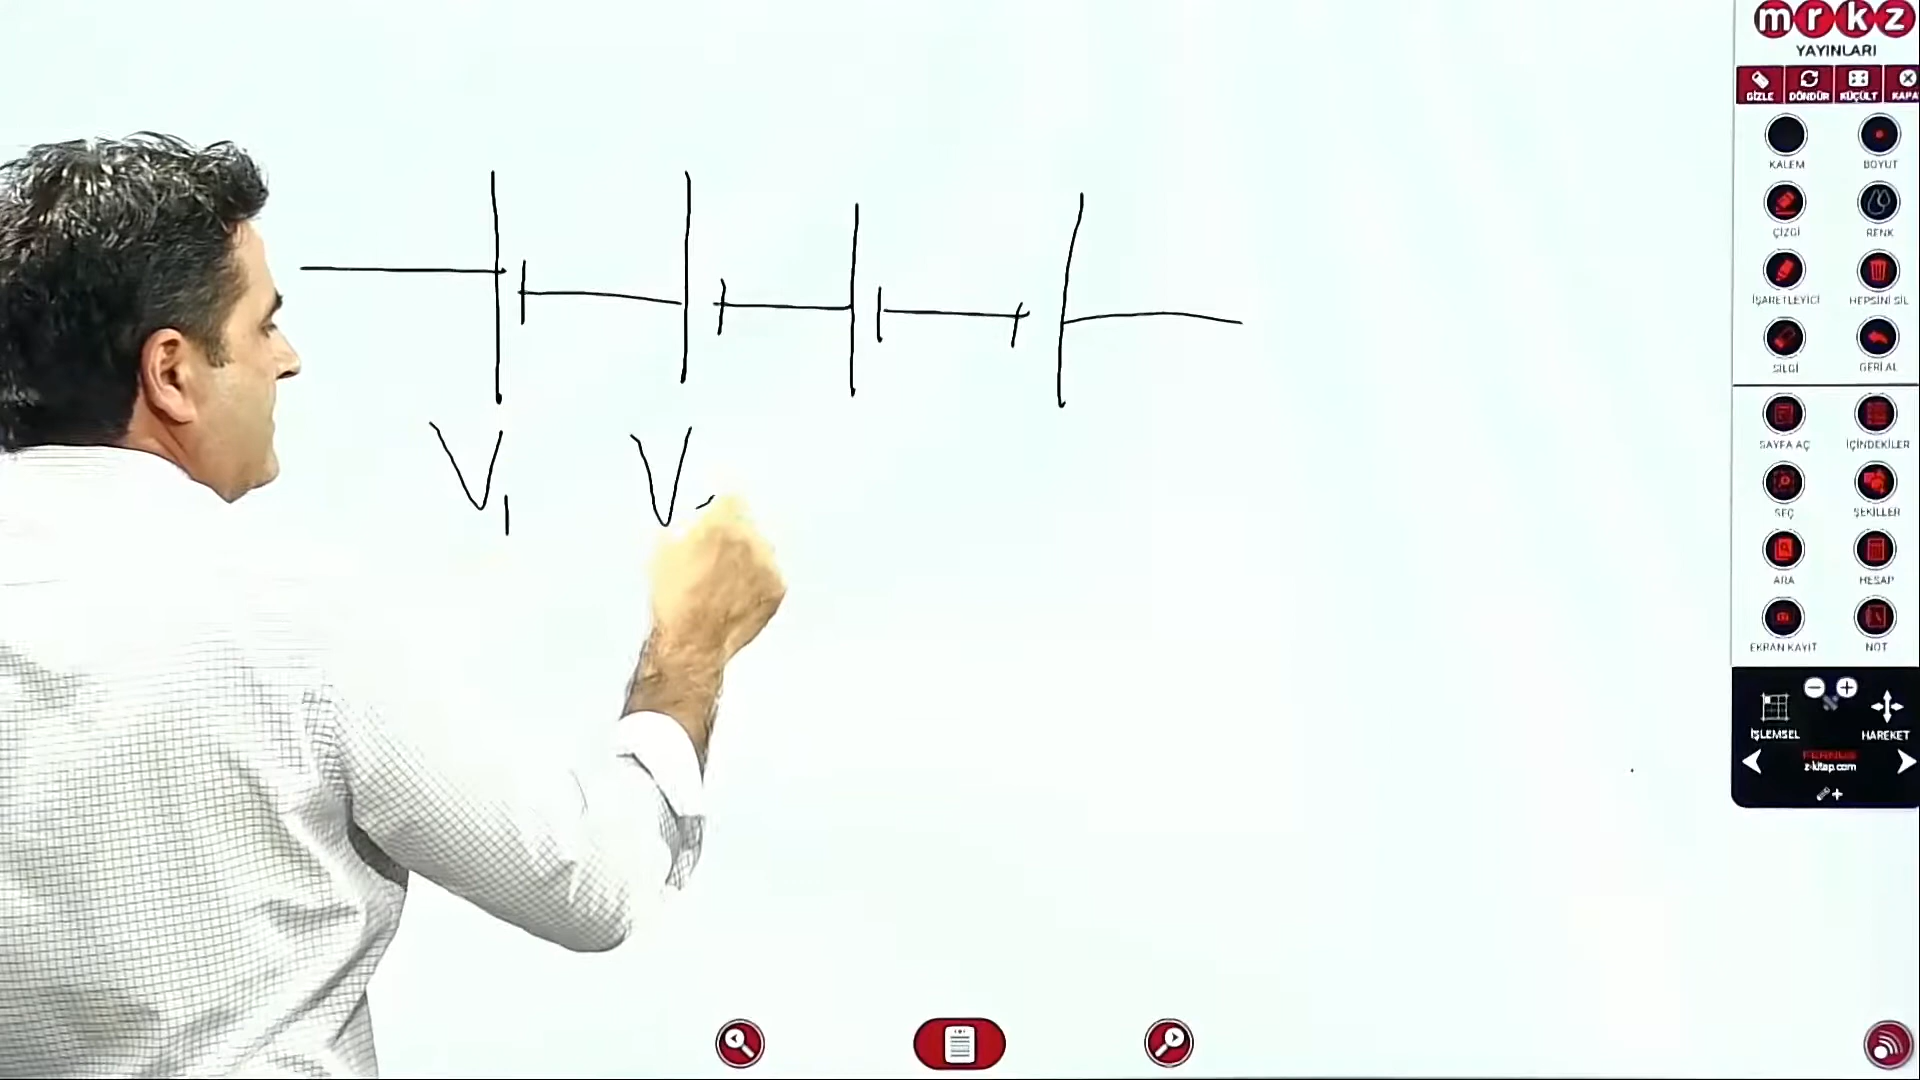 mrkz
YAYINLARI
GİZLE DÖNDÜR KÜÇÜLT KAPA
KALEM BOYUT
ÇİZGİ RENK
İŞARETLEYİCİ HEPSİNİ SİL
SİLGİ GERİ AL
SAYFA AÇ İÇİNDEKİLER
SEÇ ŞEKİLLER
ARA HESAP
EKRAN KAYIT NOT
İŞLEMSEL HAREKET
FERNUS
z-kitap.com
V₁ V